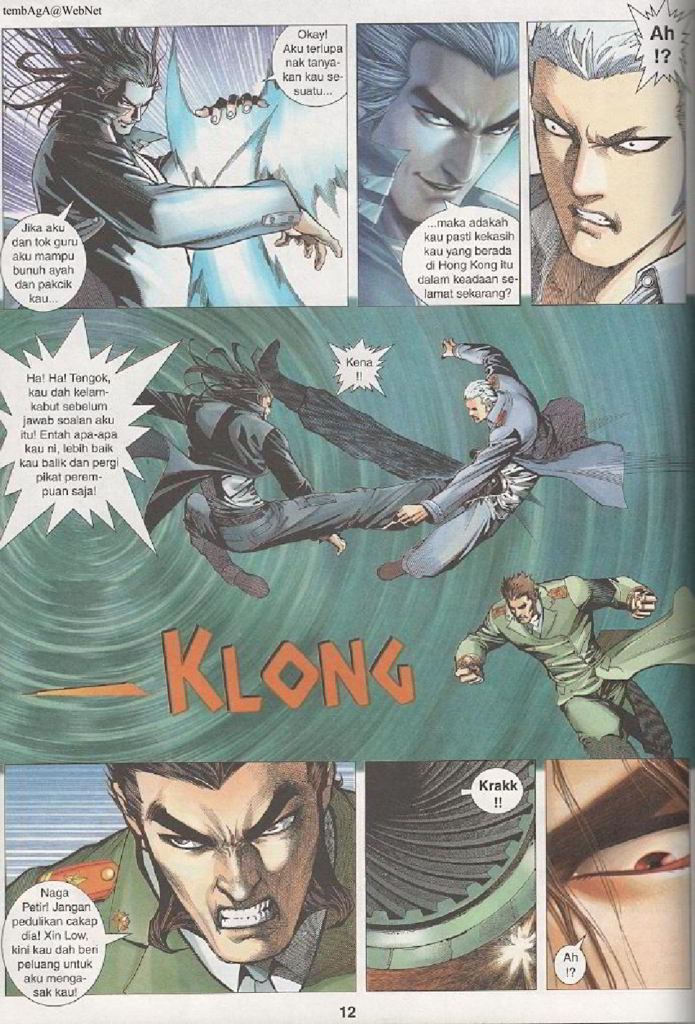 tembAgA@WebNet
Okay!
Aku terlupa
nak tanya-
kan kau se-
suatu...
Jika aku
dan tok guru
aku mampu
bunuh ayah
dan pakcik
kau...
...maka adakah
kau pasti kekasih
kau yang berada
di Hong Kong itu
dalam keadaan se-
lamat sekarang?
Ah
!?
Ha! Ha! Tengok,
kau dah kelam-
kabut sebelum
jawab soalan aku
itu! Entah apa-apa
kau ni, lebih baik
kau balik dan pergi
pikat perem-
puan saja!
Kena
!!
KLONG
Naga
Petir! Jangan
pedulikan cakap
dia! Xin Low,
kini kau dah beri
peluang untuk
aku menga-
sak kau!
Krakk
!!
Ah
!?
12